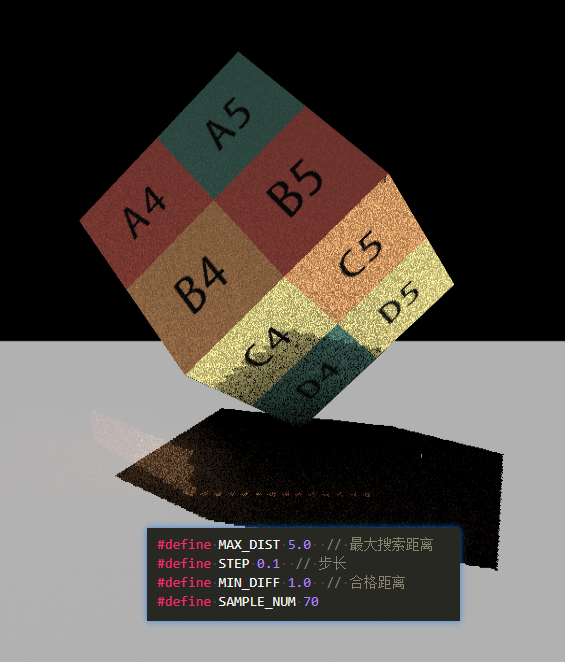 A5
A4
B5
B4
C5
C4
D5
D4
#define MAX_DIST 5.0 // 最大搜索距离
#define STEP 0.1 // 步长
#define MIN_DIFF 1.0 // 合格距离
#define SAMPLE_NUM 70